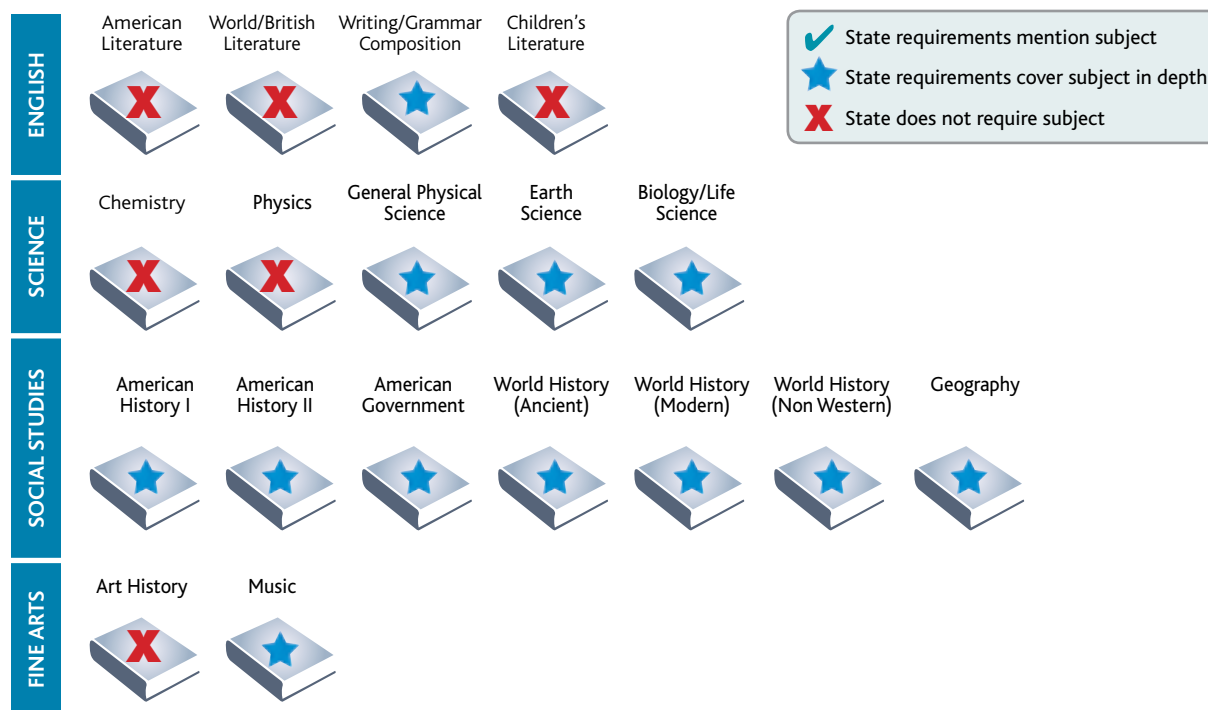 ENGLISH
American
Literature
World/British
Literature
Writing/Grammar
Composition
Children's
Literature
State requirements mention subject
State requirements cover subject in depth
State does not require subject
SCIENCE
Chemistry
Physics
General Physical
Science
Earth
Science
Biology/Life
Science
SOCIAL STUDIES
American
History I
American
History II
American
Government
World History
(Ancient)
World History
(Modern)
World History
(Non Western)
Geography
FINE ARTS
Art History
Music